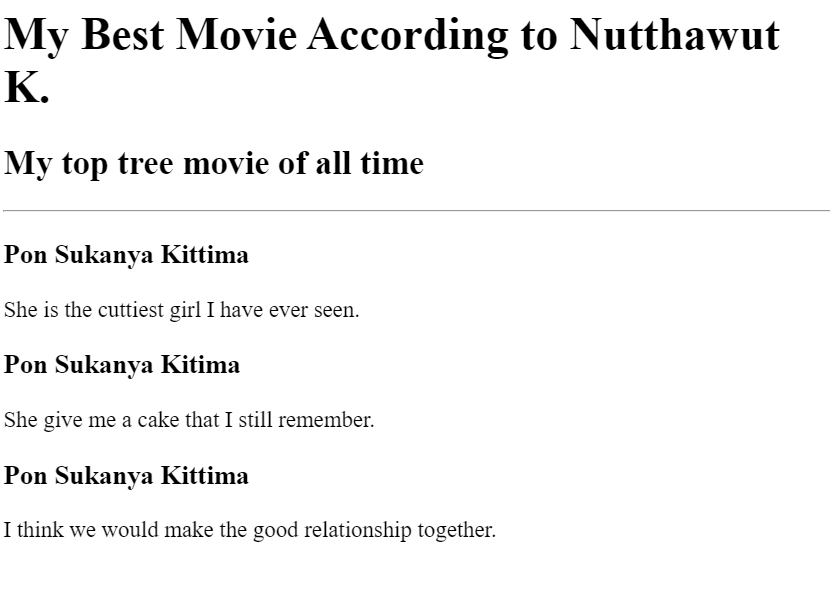 My Best Movie According to Nutthawut
K.
My top tree movie of all time
Pon Sukanya Kittima
She is the cuttiest girl I have ever seen.
Pon Sukanya Kitima
She give me a cake that I still remember.
Pon Sukanya Kittima
I think we would make the good relationship together.